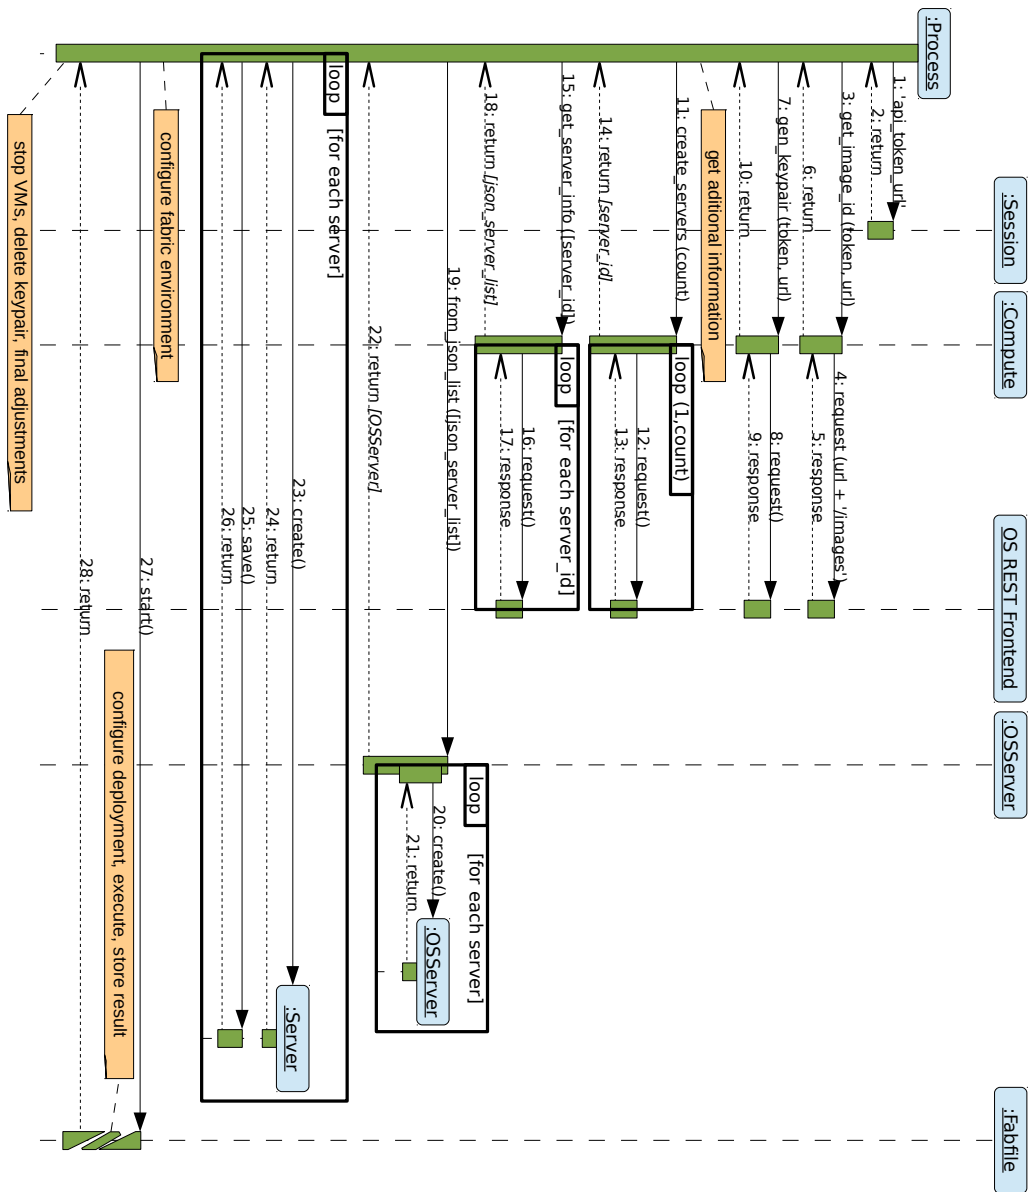 :Process
:Session
:Compute
OS REST Frontend
:OSServer
:Fabfile
1: 'api_token_url'
2: return
3: get_image_id (token, url)
4: request (url + '/images')
5: response
6: return
7: gen_keypair (token, url)
8: request()
9: response
10: return
get aditional information
11: create_servers (count)
loop (1,count)
12: request()
13: response
14: return [server_id]
15: get_server_info ([server_id])
loop
[for each server_id]
16: request()
17: response
18: return [json_server_list]
19: from_json_list ([json_server_list])
loop
[for each server]
20: create()
:OSServer
21: return
22: return [OSServer]
loop
[for each server]
23: create()
:Server
24: return
25: save()
26: return
configure fabric environment
27: start()
configure deployment, execute, store result
28: return
stop VMs, delete keypair, final adjustments